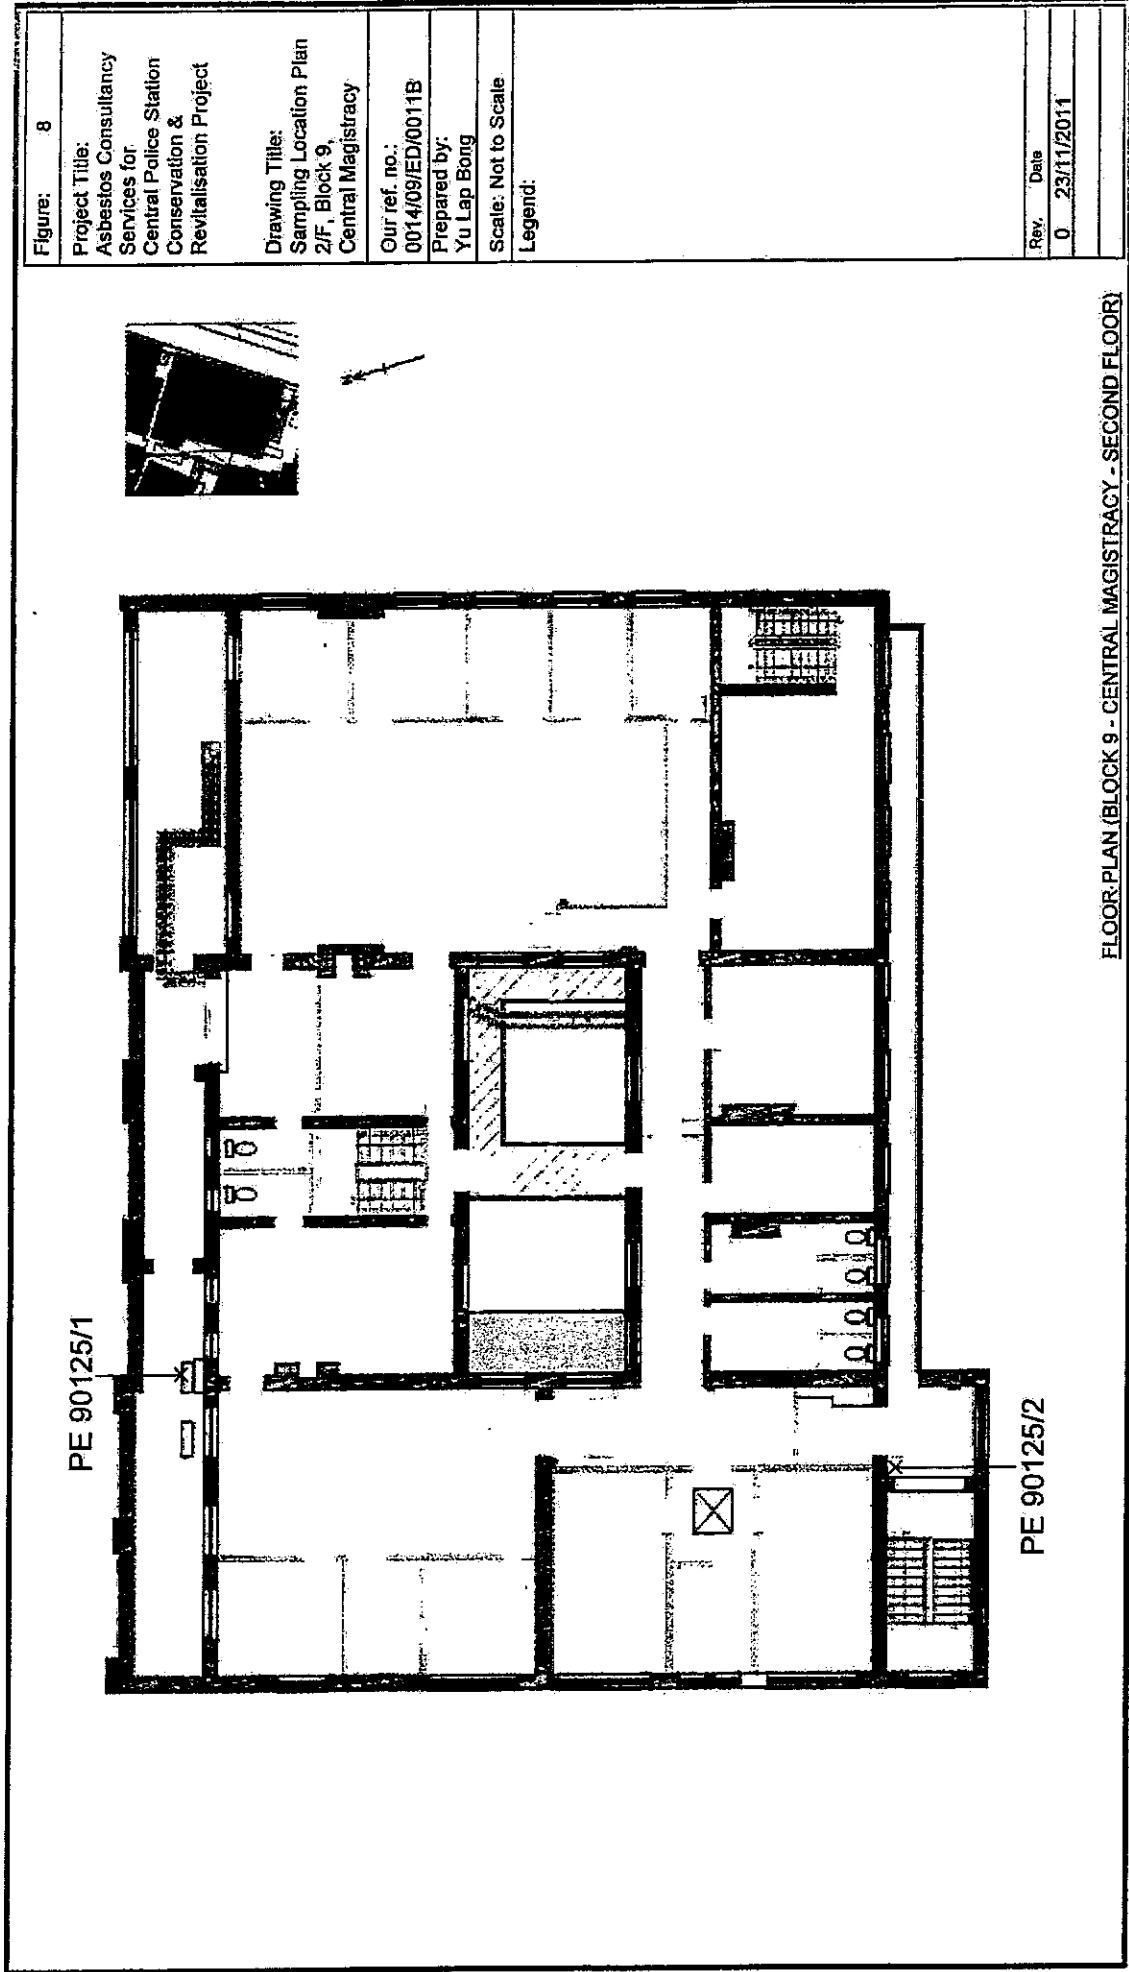 Figure: 8
Project Title:
Asbestos Consultancy
Services for
Central Police Station
Conservation &
Revitalisation Project
Drawing Title:
Sampling Location Plan
2/F, Block 9,
Central Magistracy
Our ref. no.:
0014/09/ED/0011B
Prepared by:
Yu Lap Bong
Scale: Not to Scale
Legend:
Rev. Date
0 23/11/2011
PE 90125/1
PE 90125/2
FLOOR PLAN (BLOCK 9 - CENTRAL MAGISTRACY - SECOND FLOOR)